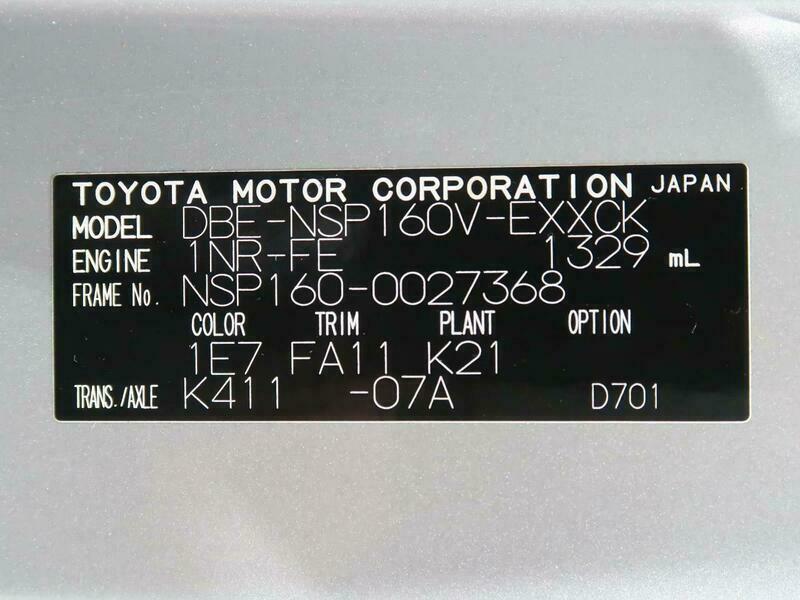 TOYOTA MOTOR CORPORATION JAPAN
MODEL DBE-NSP160V-EXXCK
ENGINE 1NR-FE 1329 mL
FRAME No. NSP160-0027368
COLOR TRIM PLANT OPTION
1E7 FA11 K21
TRANS./AXLE K411 -07A D701